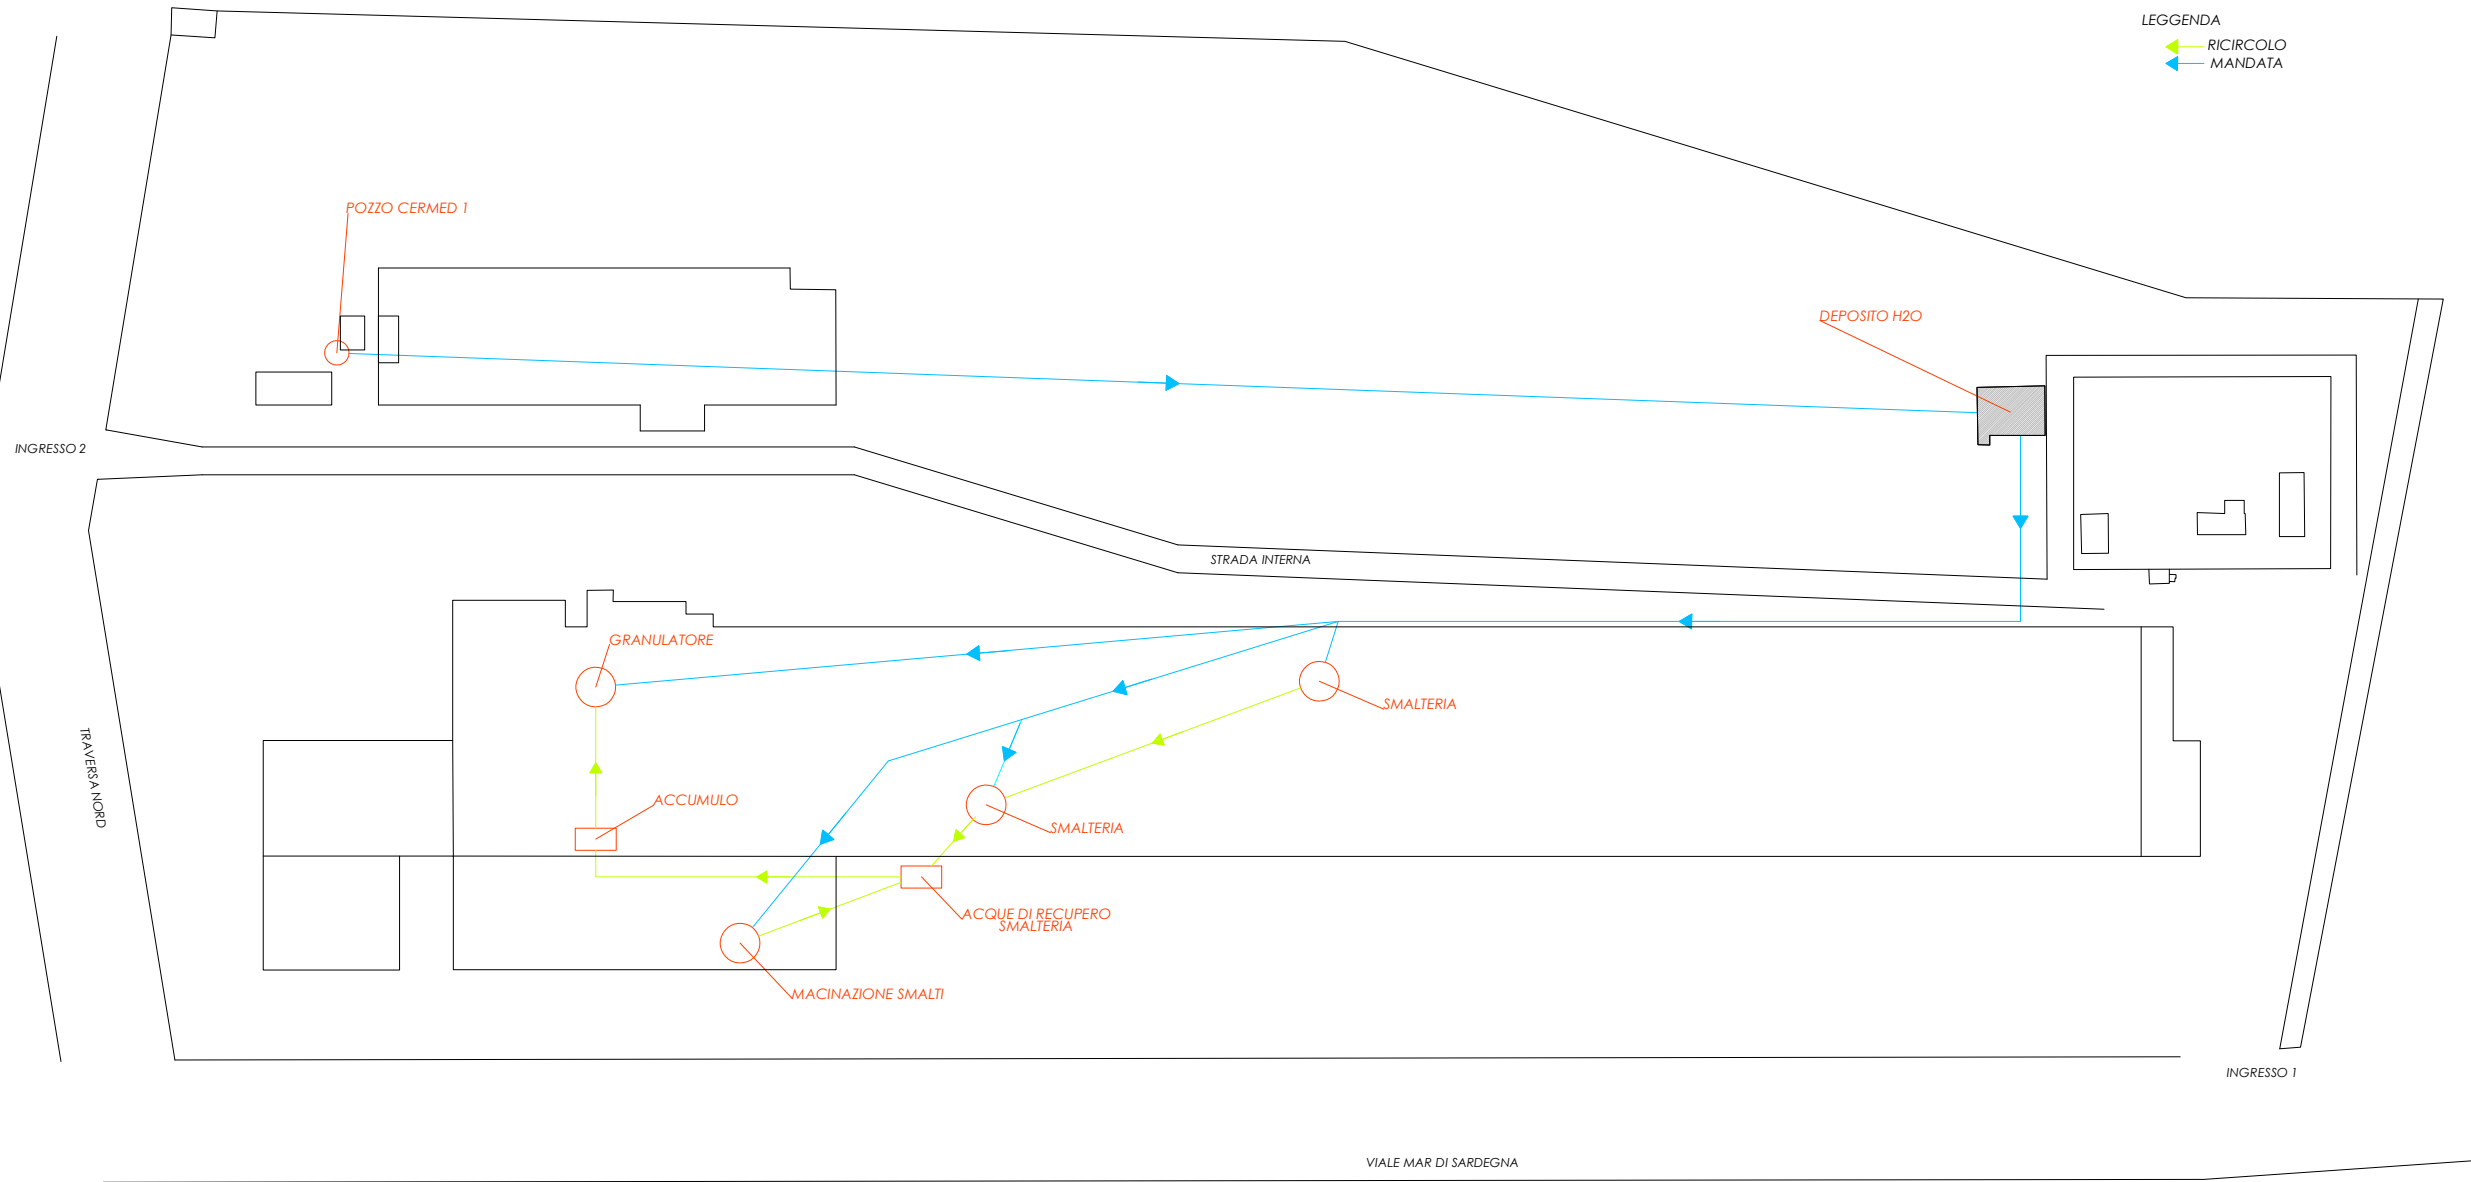 LEGGENDA
RICIRCOLO
MANDATA
POZZO CERMED 1
DEPOSITO H2O
INGRESSO 2
STRADA INTERNA
GRANULATORE
SMALTERIA
TRAVERSA NORD
ACCUMULO
SMALTERIA
ACQUE DI RECUPERO
SMALTERIA
MACINAZIONE SMALTI
INGRESSO 1
VIALE MAR DI SARDEGNA